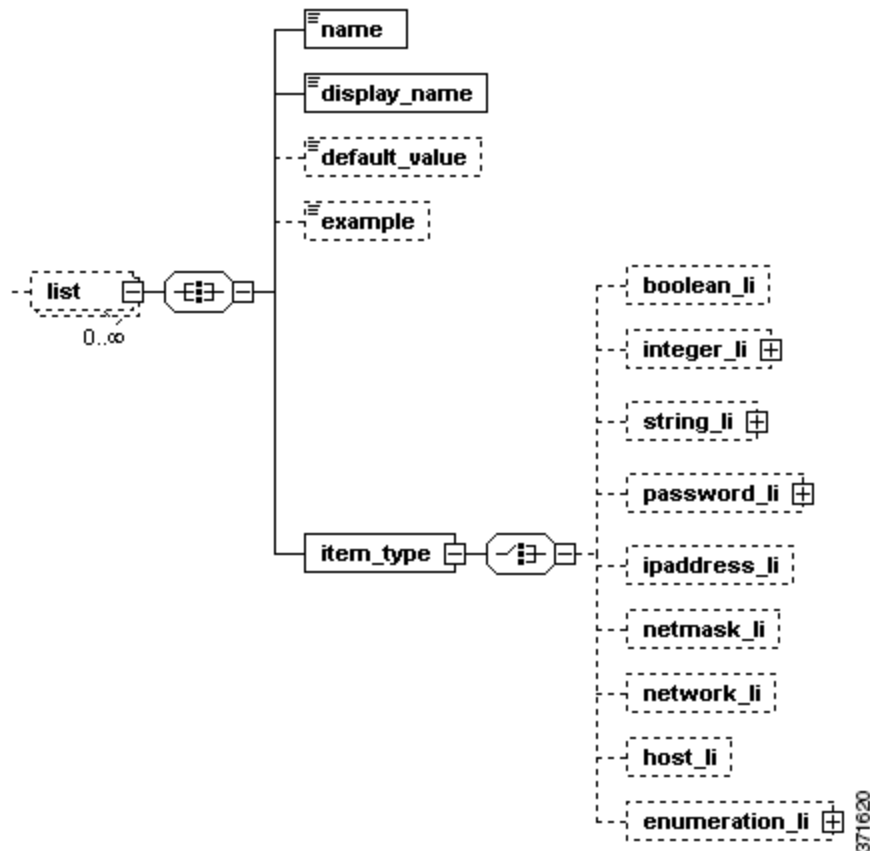 name
display_name
default_value
example
list
0..∞
item_type
boolean_li
integer_li
string_li
password_li
ipaddress_li
netmask_li
network_li
host_li
enumeration_li
371620